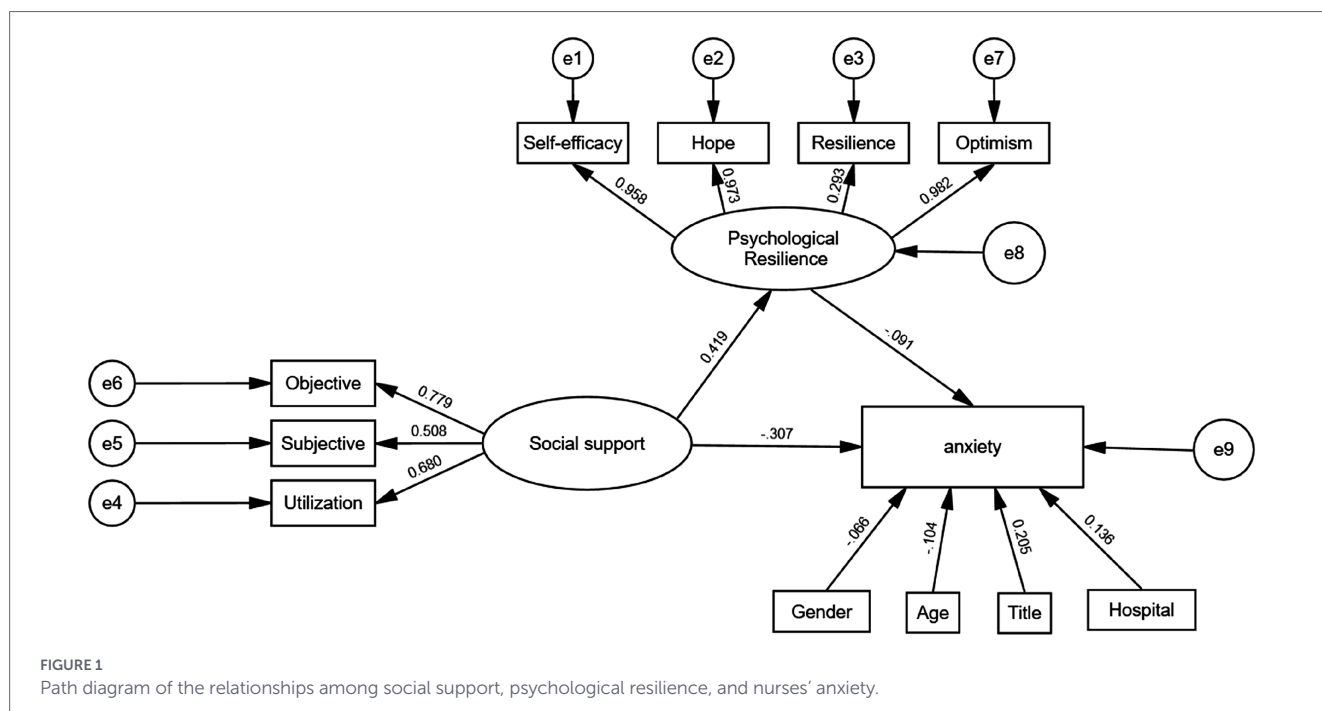 e1
e2
e3
e7
Self-efficacy
Hope
Resilience
Optimism
0.958
0.973
0.293
0.982
Psychological
Resilience
e8
0.419
-.091
e6
Objective
0.779
e5
Subjective
0.508
Social support
-.307
anxiety
e9
e4
Utilization
0.680
-.066
-.104
0.205
0.136
Gender
Age
Title
Hospital
FIGURE 1
Path diagram of the relationships among social support, psychological resilience, and nurses’ anxiety.